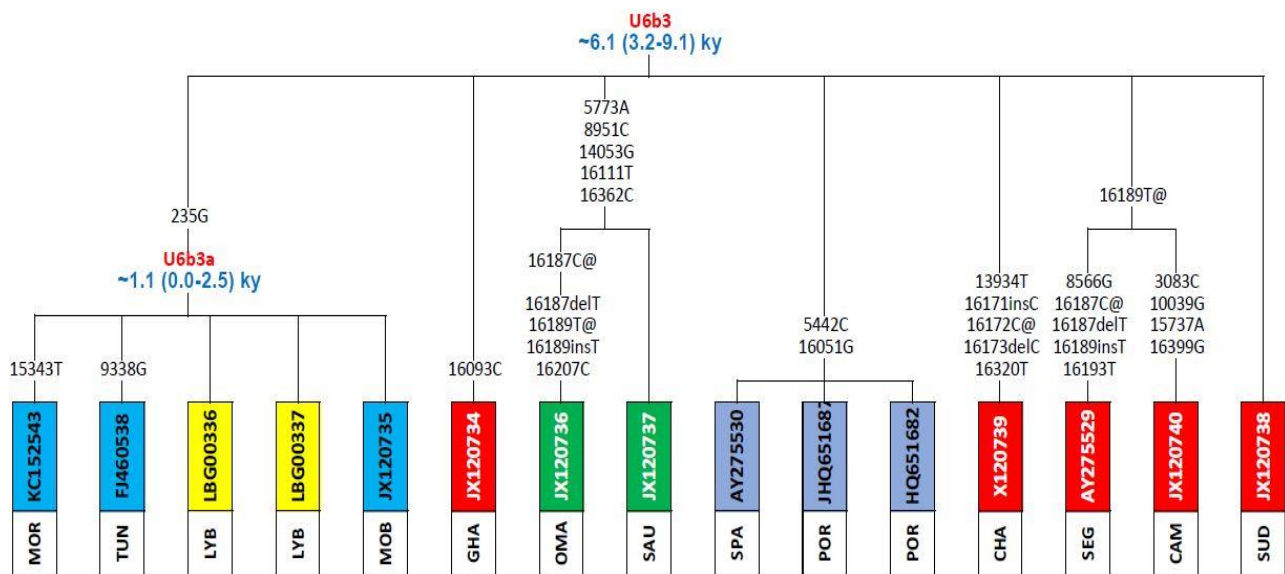 U6b3
~6.1 (3.2-9.1) ky
5773A
8951C
14053G
16111T
16362C
235G
16189T@
U6b3a
~1.1 (0.0-2.5) ky
16187C@
16187delT
16189T@
16189insT
16207C
5442C
16051G
13934T
16171insC
16172C@
16173delC
16320T
8566G
16187C@
16187delT
16189insT
16193T
3083C
10039G
15737A
16399G
15343T
9338G
16093C
KC152543
FJ460538
LBG00336
LBG00337
JX120735
JX120734
JX120736
JX120737
AY275530
JHQ651687
HQ651682
X120739
AY275529
JX120740
JX120738
MOR
TUN
LYB
LYB
MOB
GHA
OMA
SAU
SPA
POR
POR
CHA
SEG
CAM
SUD